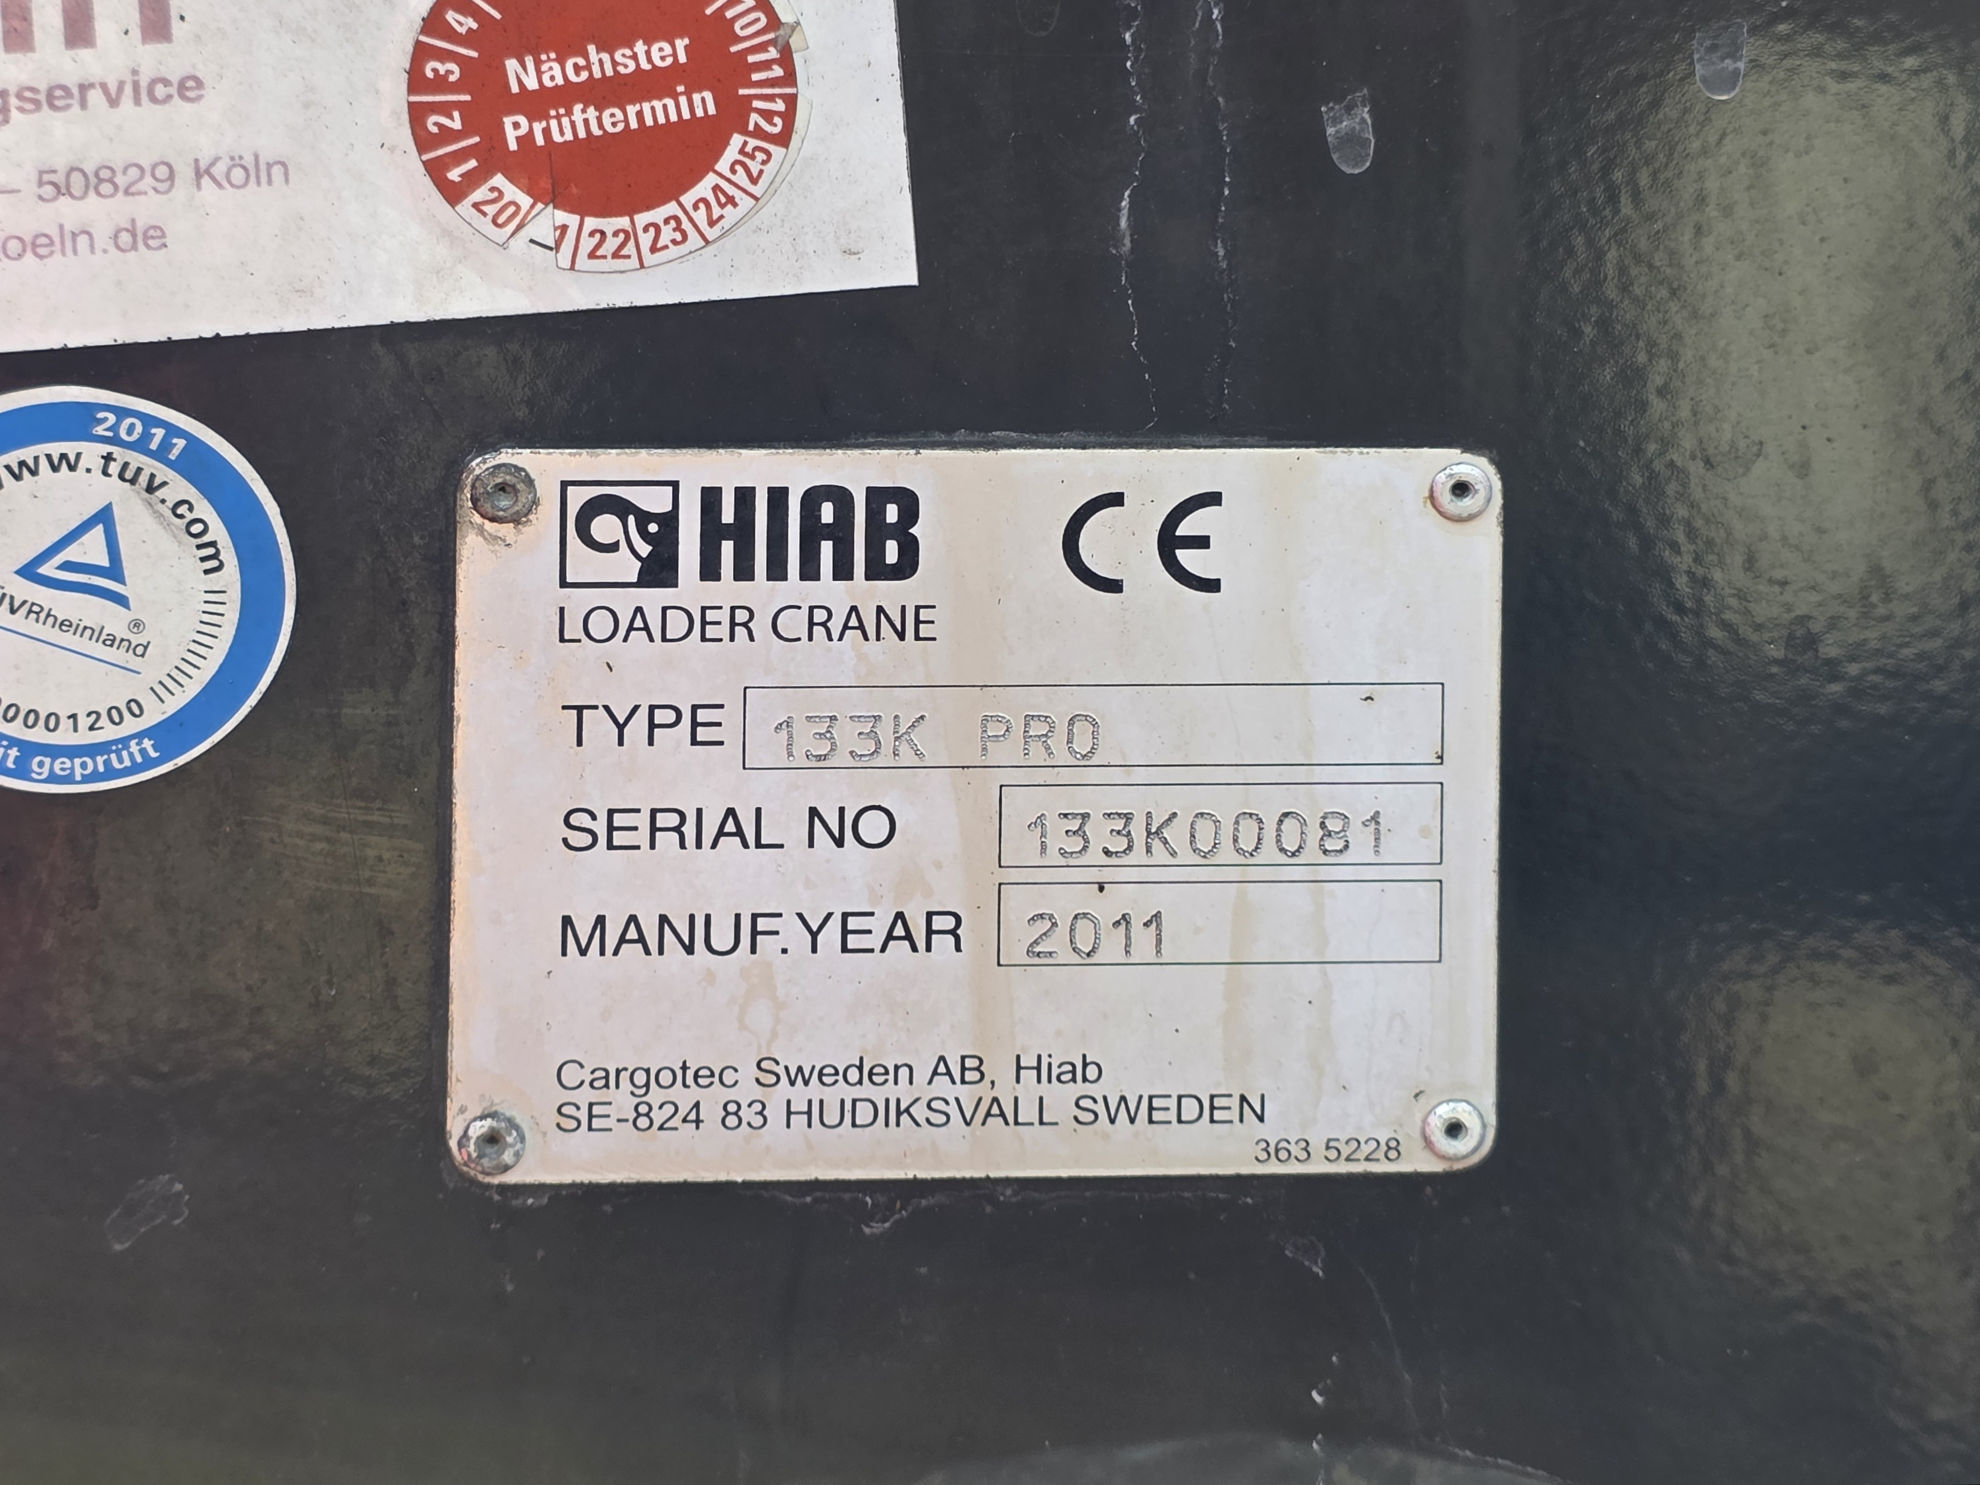 gservice
– 50829 Köln
oeln.de
4
3
2
1
Nächster
Prüftermin
10
11
12
20
22
23
24
25
2011
www.tuv.com
TÜVRheinland®
00001200
geprüft
HIAB
CE
LOADER CRANE
TYPE 133K PRO
SERIAL NO 133K00081
MANUF.YEAR 2011
Cargotec Sweden AB, Hiab
SE-824 83 HUDIKSVALL SWEDEN
363 5228